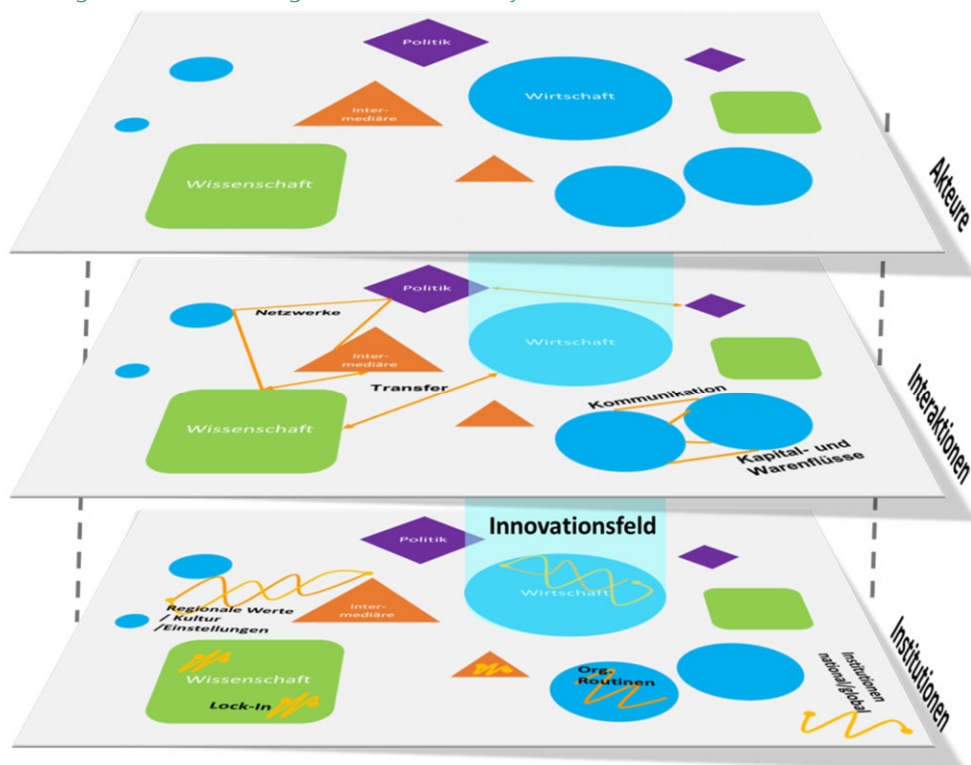 Politik
Wirtschaft
Inter-
mediäre
Wissenschaft
Akteure
Politik
Netzwerke
Wirtschaft
Inter-
mediäre
Transfer
Kommunikation
Wissenschaft
Kapital- und
Warenflüsse
Interaktionen
Innovationsfeld
Politik
Wirtschaft
Regionale Werte
/ Kultur
/Einstellungen
Inter-
mediäre
Wissenschaft
Lock-In
Org.
Routinen
Institutionen
national/global
Institutionen